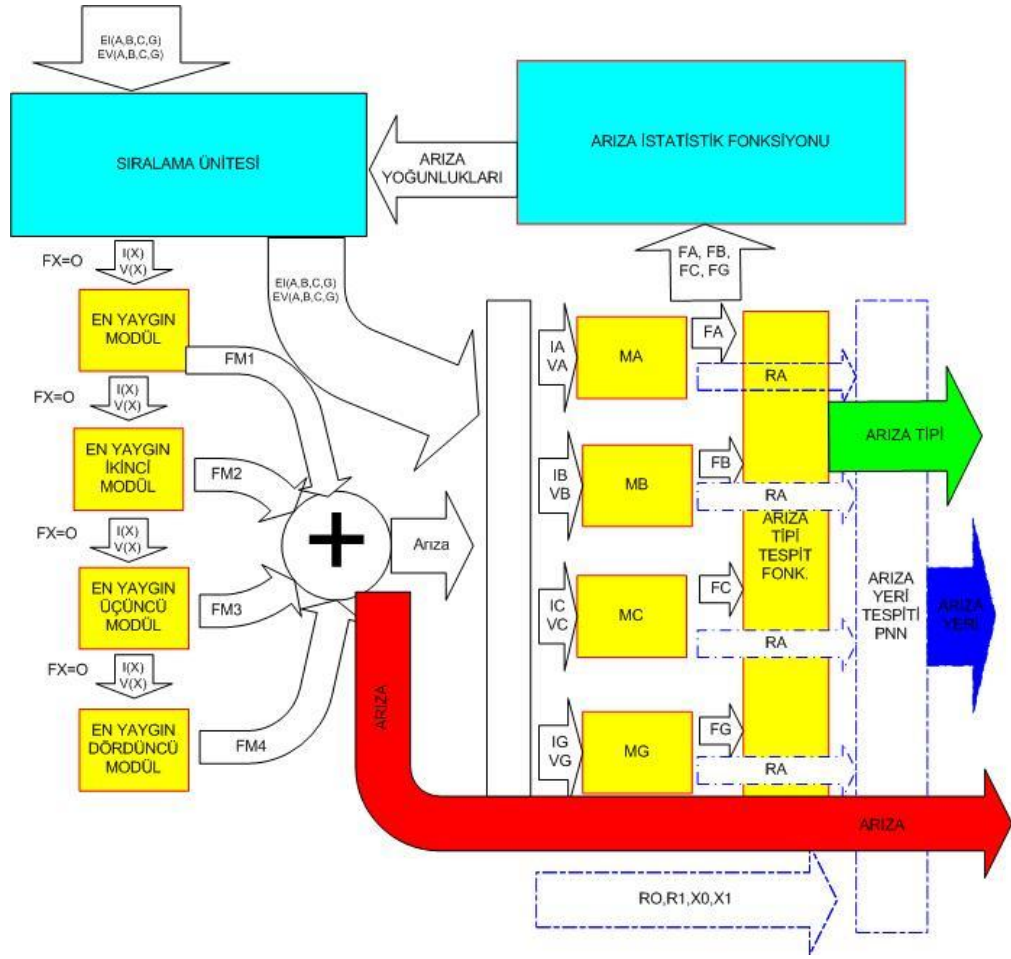 EI(A,B,C,G)
EV(A,B,C,G)
SIRALAMA ÜNİTESİ
ARIZA
YOĞUNLUKLARI
ARIZA İSTATİSTİK FONKSİYONU
FX=O
I(X)
V(X)
EI(A,B,C,G)
EV(A,B,C,G)
FA, FB,
FC, FG
EN YAYGIN
MODÜL
FM1
FX=O
I(X)
V(X)
EN YAYGIN
İKİNCİ
MODÜL
FM2
FX=O
I(X)
V(X)
EN YAYGIN
ÜÇÜNCÜ
MODÜL
FM3
FX=O
I(X)
V(X)
EN YAYGIN
DÖRDÜNCÜ
MODÜL
FM4
+
Arıza
ARIZA
IA
VA
MA
FA
RA
IB
VB
MB
FB
RA
IC
VC
MC
FC
RA
IG
VG
MG
FG
RA
ARIZA
TİPİ
TESPİT
FONK.
ARIZA TİPİ
ARIZA
YERİ
TESPİTİ
PNN
ARIZA
YERİ
ARIZA
RO,R1,X0,X1